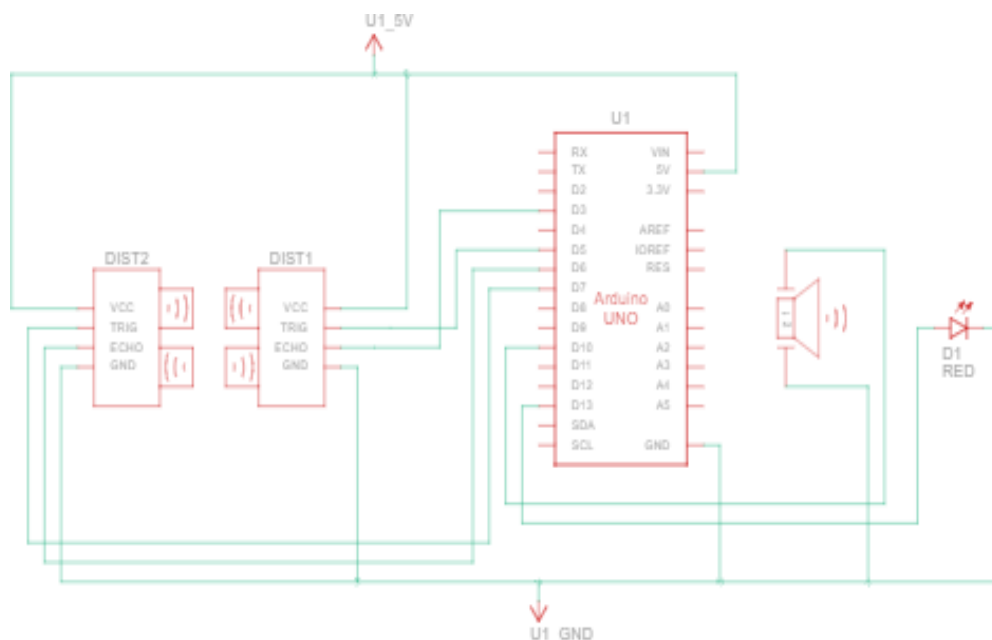 U1_5V
U1
RX VIN
TX 5V
D2 3.3V
D3
D4 AREF
D5 IOREF
D6 RES
D7
Arduino
UNO
D8 A0
D9 A1
D10 A2
D11 A3
D12 A4
D13 A5
SDA
SCL GND
DIST2
VCC
TRIG
ECHO
GND
DIST1
VCC
TRIG
ECHO
GND
1
2
D1
RED
U1_GND